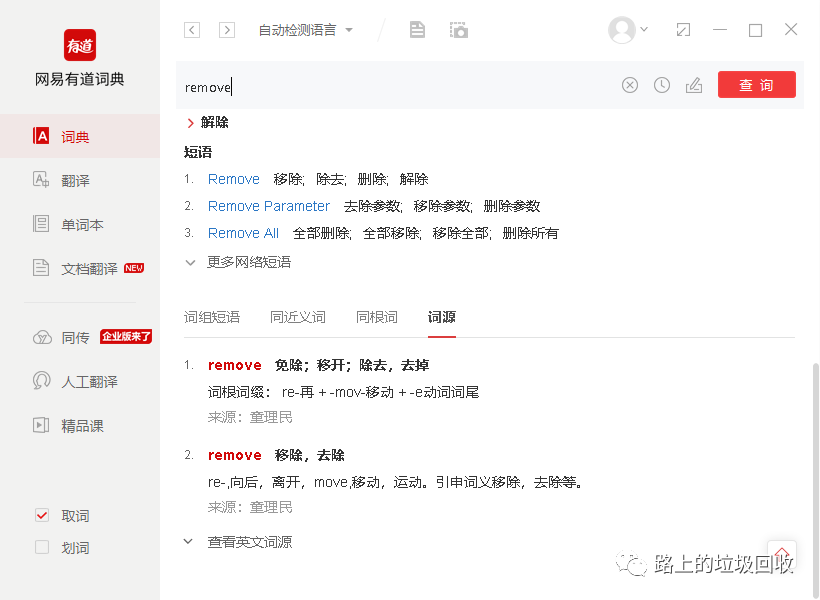 有道
网易有道词典
词典
翻译
单词本
文档翻译 NEW
同传 企业版来了
人工翻译
精品课
取词
划词
自动检测语言
remove
查 询
解除
短语
1. Remove 移除; 除去; 删除; 解除
2. Remove Parameter 去除参数; 移除参数; 删除参数
3. Remove All 全部删除; 全部移除; 移除全部; 删除所有
更多网络短语
词组短语 同近义词 同根词 词源
1. remove 免除；移开；除去，去掉
词根词缀： re-再 + -mov-移动 + -e动词词尾
来源：童理民
2. remove 移除，去除
re-,向后，离开，move,移动，运动。引申词义移除，去除等。
来源：童理民
查看英文词源
路上的垃圾回收